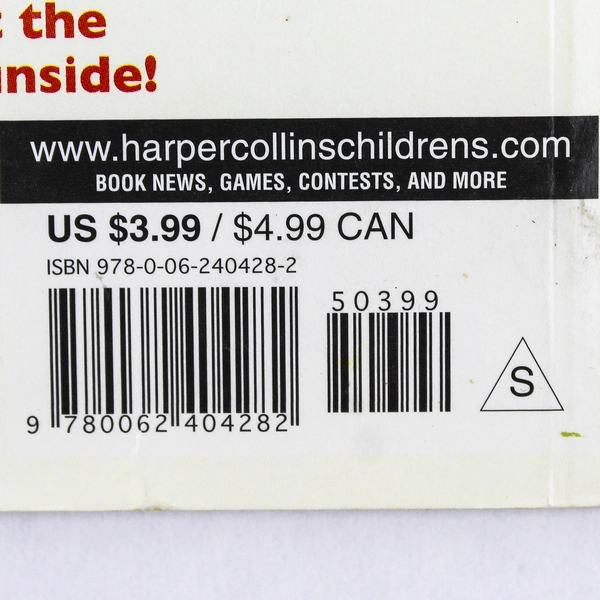 the
inside!
www.harpercollinschildrens.com
BOOK NEWS, GAMES, CONTESTS, AND MORE
US $3.99 / $4.99 CAN
ISBN 978-0-06-240428-2
50399
S
9 780062 404282